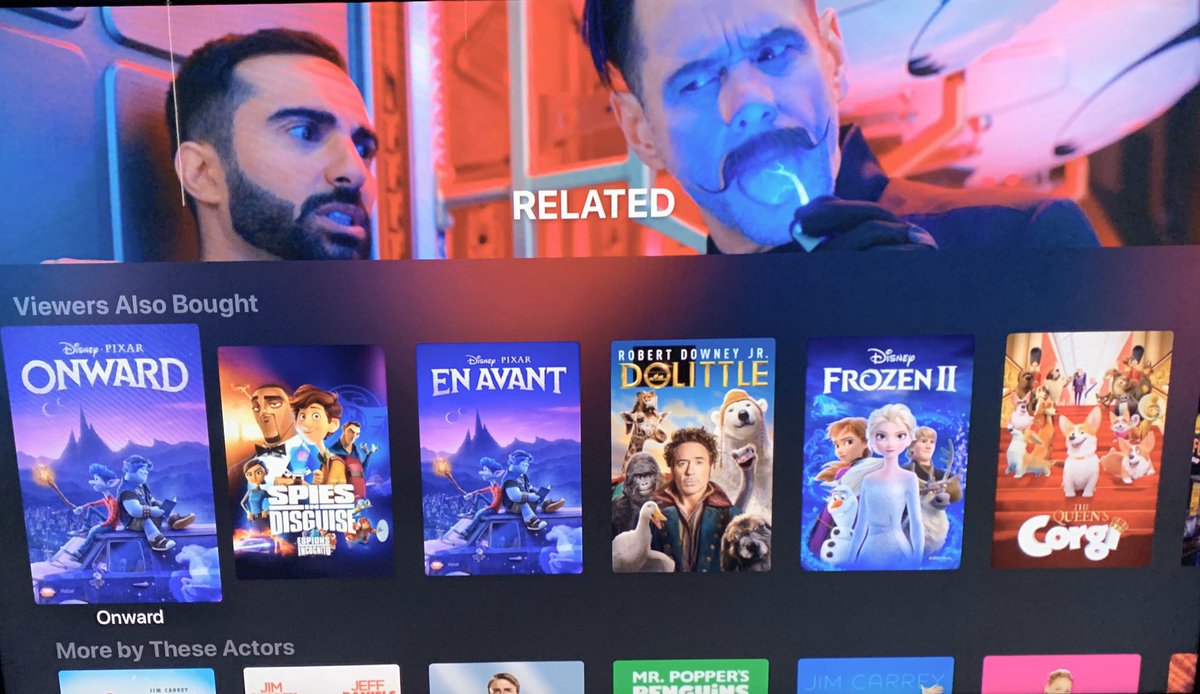 RELATED
Viewers Also Bought
Disney · PIXAR
ONWARD
SPIES
IN
DISGUISE
ESPIONS
INCOGNITO
Disney · PIXAR
EN AVANT
ROBERT DOWNEY JR.
DOLITTLE
Disney
FROZEN II
THE
QUEEN'S
Corgi
Onward
More by These Actors
JIM CARREY
JIM
JEFF
DANIELS
MR. POPPER'S
PENGUINS
JIM CARREY